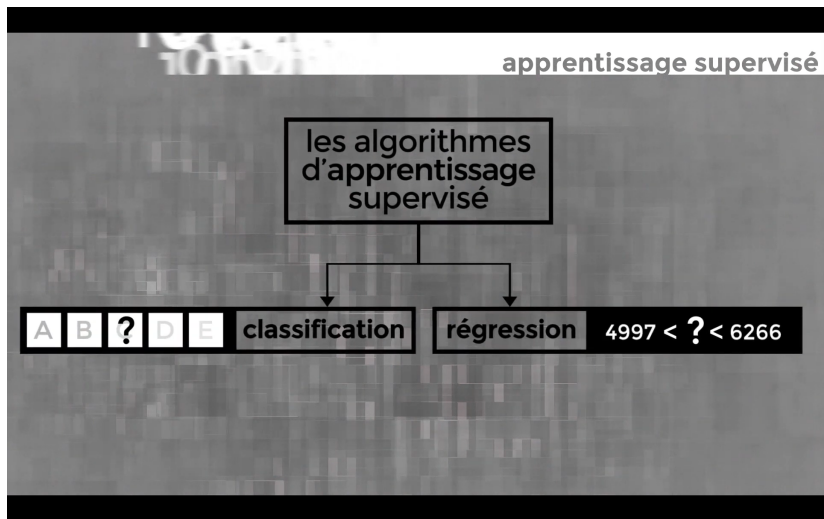 apprentissage supervisé
les algorithmes
d'apprentissage
supervisé
A B ? D E classification
régression 4997 < ? < 6266